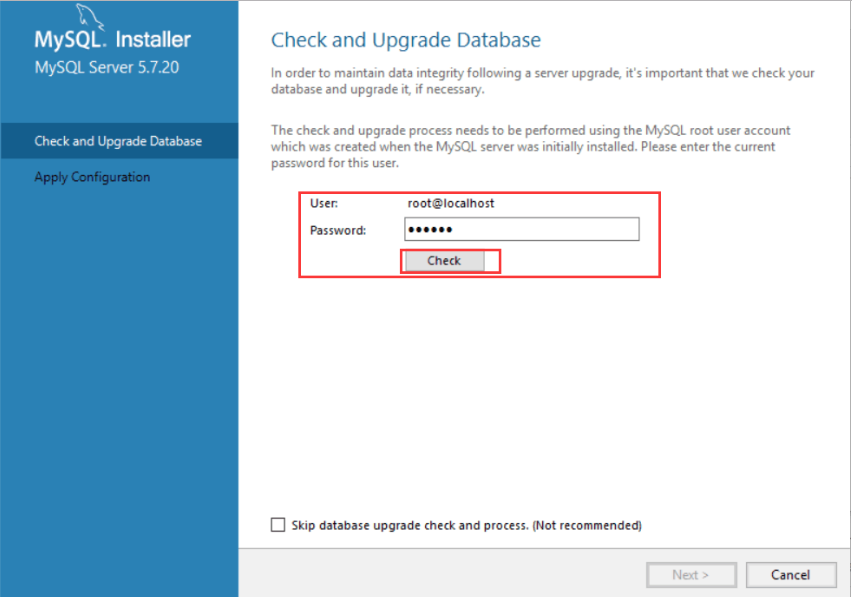 MySQL. Installer
MySQL Server 5.7.20
Check and Upgrade Database
Apply Configuration
Check and Upgrade Database
In order to maintain data integrity following a server upgrade, it's important that we check your
database and upgrade it, if necessary.
The check and upgrade process needs to be performed using the MySQL root user account
which was created when the MySQL server was initially installed. Please enter the current
password for this user.
User: root@localhost
Password: ••••••
Check
Skip database upgrade check and process. (Not recommended)
Next > Cancel